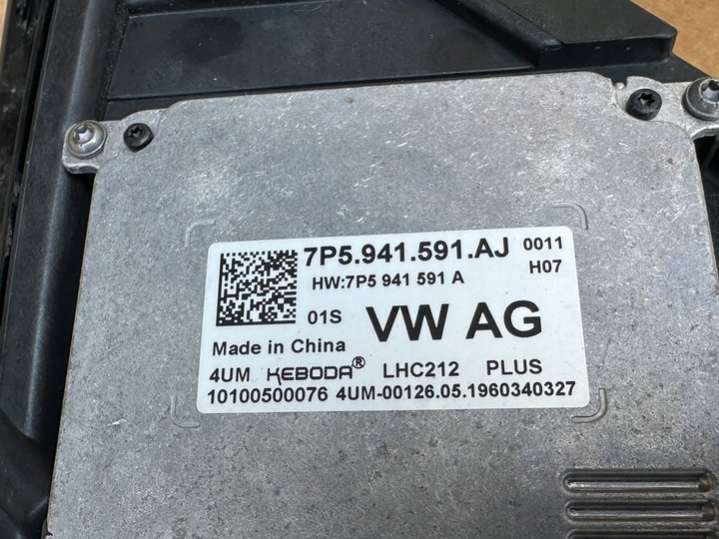 7P5.941.591.AJ 0011
HW:7P5 941 591 A H07
01S VW AG
Made in China
4UM KEBODA® LHC212 PLUS
10100500076 4UM-00126.05.1960340327